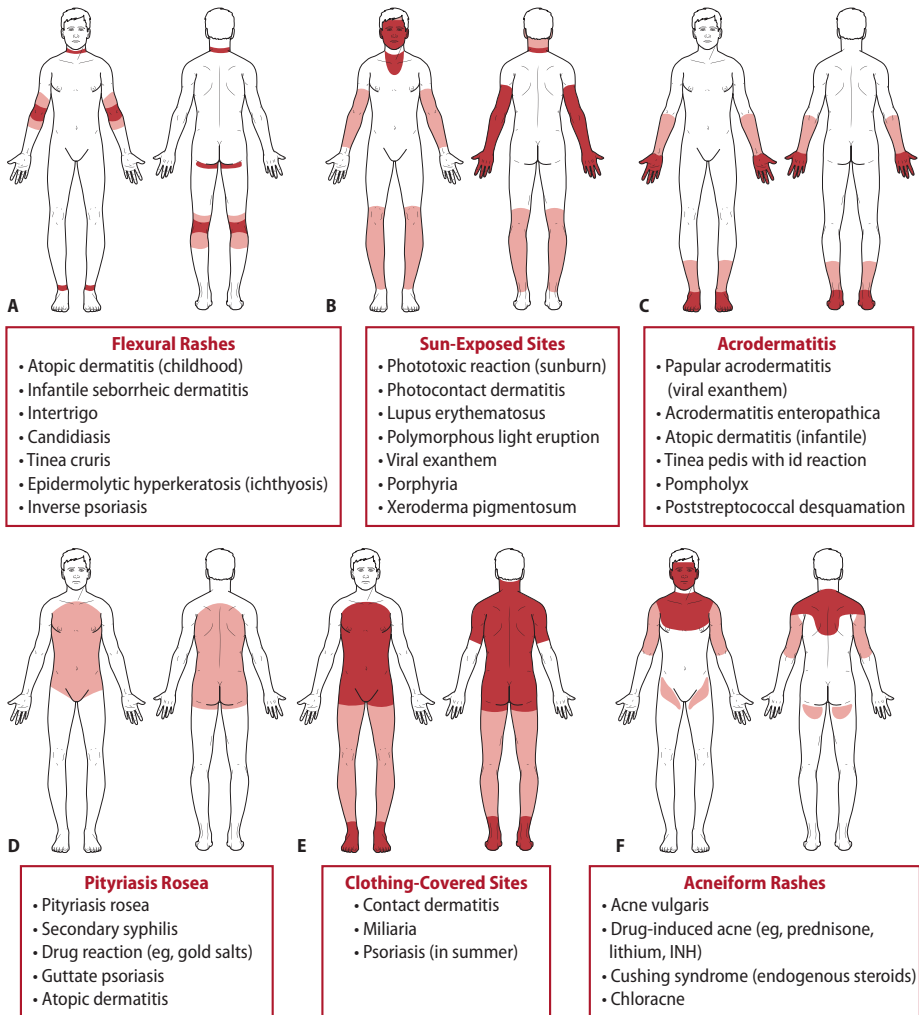 A
B
C
Flexural Rashes
• Atopic dermatitis (childhood)
• Infantile seborrheic dermatitis
• Intertrigo
• Candidiasis
• Tinea cruris
• Epidermolytic hyperkeratosis (ichthyosis)
• Inverse psoriasis
Sun-Exposed Sites
• Phototoxic reaction (sunburn)
• Photocontact dermatitis
• Lupus erythematosus
• Polymorphous light eruption
• Viral exanthem
• Porphyria
• Xeroderma pigmentosum
Acrodermatitis
• Papular acrodermatitis
(viral exanthem)
• Acrodermatitis enteropathica
• Atopic dermatitis (infantile)
• Tinea pedis with id reaction
• Pompholyx
• Poststreptococcal desquamation
D
E
F
Pityriasis Rosea
• Pityriasis rosea
• Secondary syphilis
• Drug reaction (eg, gold salts)
• Guttate psoriasis
• Atopic dermatitis
Clothing-Covered Sites
• Contact dermatitis
• Miliaria
• Psoriasis (in summer)
Acneiform Rashes
• Acne vulgaris
• Drug-induced acne (eg, prednisone,
lithium, INH)
• Cushing syndrome (endogenous steroids)
• Chloracne